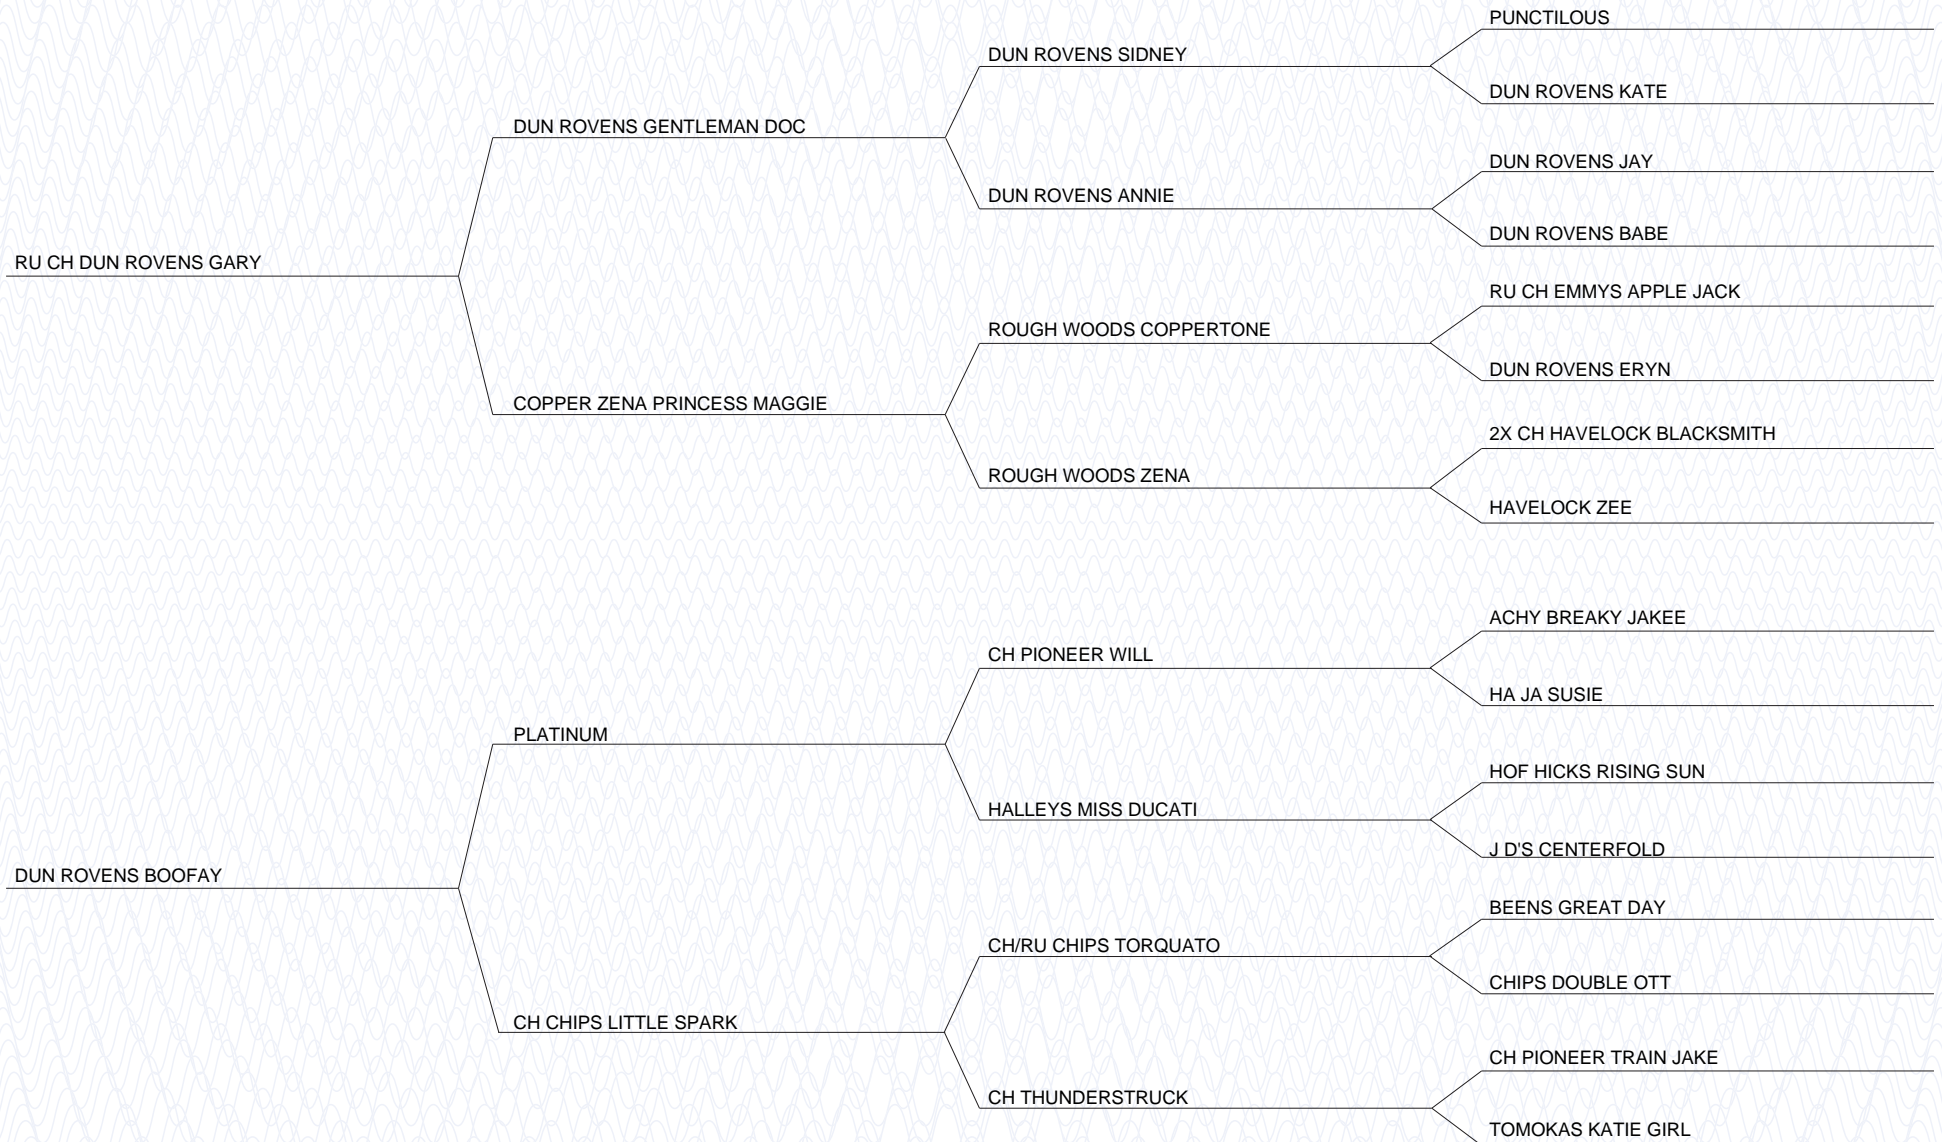 PUNCTILOUS
DUN ROVENS SIDNEY
DUN ROVENS KATE
DUN ROVENS GENTLEMAN DOC
DUN ROVENS JAY
DUN ROVENS ANNIE
DUN ROVENS BABE
RU CH DUN ROVENS GARY
RU CH EMMYS APPLE JACK
ROUGH WOODS COPPERTONE
DUN ROVENS ERYN
COPPER ZENA PRINCESS MAGGIE
2X CH HAVELOCK BLACKSMITH
ROUGH WOODS ZENA
HAVELOCK ZEE
ACHY BREAKY JAKEE
CH PIONEER WILL
HA JA SUSIE
PLATINUM
HOF HICKS RISING SUN
HALLEYS MISS DUCATI
J D'S CENTERFOLD
DUN ROVENS BOOFAY
BEENS GREAT DAY
CH/RU CHIPS TORQUATO
CHIPS DOUBLE OTT
CH CHIPS LITTLE SPARK
CH PIONEER TRAIN JAKE
CH THUNDERSTRUCK
TOMOKAS KATIE GIRL